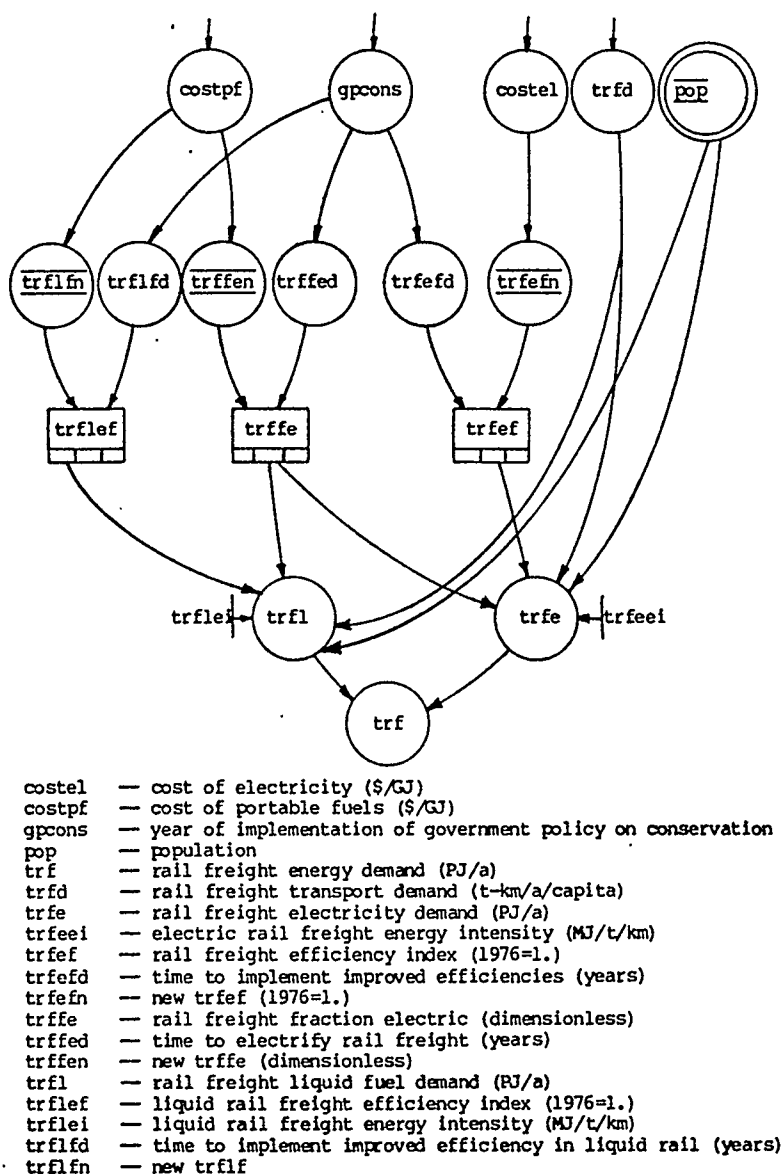 costpf gpcons costel trfd pop
trflfn trflfd trffen trffed trfefd trfefn
trflef trffe trfef
trflei trfl trfe trfeei
trf
costel — cost of electricity ($/GJ)
costpf — cost of portable fuels ($/GJ)
gpcons — year of implementation of government policy on conservation
pop — population
trf — rail freight energy demand (PJ/a)
trfd — rail freight transport demand (t-km/a/capita)
trfe — rail freight electricity demand (PJ/a)
trfeei — electric rail freight energy intensity (MJ/t/km)
trfef — rail freight efficiency index (1976=1.)
trfefd — time to implement improved efficiencies (years)
trfefn — new trfef (1976=1.)
trffe — rail freight fraction electric (dimensionless)
trffed — time to electrify rail freight (years)
trffen — new trffe (dimensionless)
trfl — rail freight liquid fuel demand (PJ/a)
trflef — liquid rail freight efficiency index (1976=1.)
trflei — liquid rail freight energy intensity (MJ/t/km)
trflfd — time to implement improved efficiency in liquid rail (years)
trflfn — new trflf